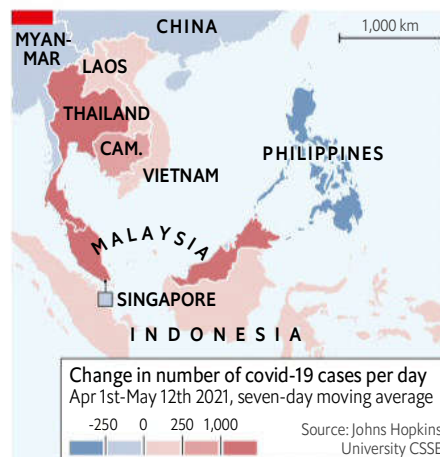 CHINA
1,000 km
MYAN-
MAR
LAOS
THAILAND
CAM.
PHILIPPINES
VIETNAM
MALAYSIA
SINGAPORE
INDONESIA
Change in number of covid-19 cases per day
Apr 1st-May 12th 2021, seven-day moving average
-250 0 250 1,000
Source: Johns Hopkins
University CSSE